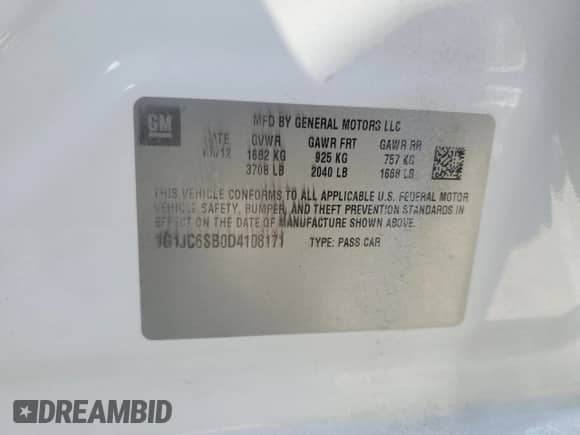 GM
MFD BY GENERAL MOTORS LLC
DATE GVWR GAWR FRT GAWR RR
1682 KG 925 KG 757 KG
3708 LB 2040 LB 1668 LB
THIS VEHICLE CONFORMS TO ALL APPLICABLE U.S. FEDERAL MOTOR
VEHICLE SAFETY, BUMPER, AND THEFT PREVENTION STANDARDS IN
EFFECT ON THE DATE OF MANUFACTURE SHOWN ABOVE.
1G1JC6SB0D4108171 TYPE: PASS CAR
DREAMBID